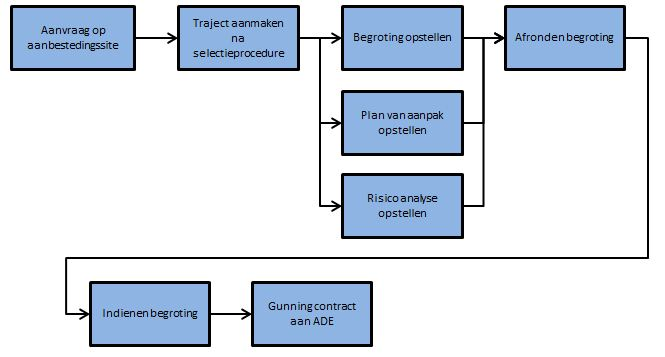 Aanvraag op
aanbestedingssite
Traject aanmaken
na
selectieprocedure
Begroting opstellen
Afronden begroting
Plan van aanpak
opstellen
Risico analyse
opstellen
Indienen begroting
Gunning contract
aan ADE